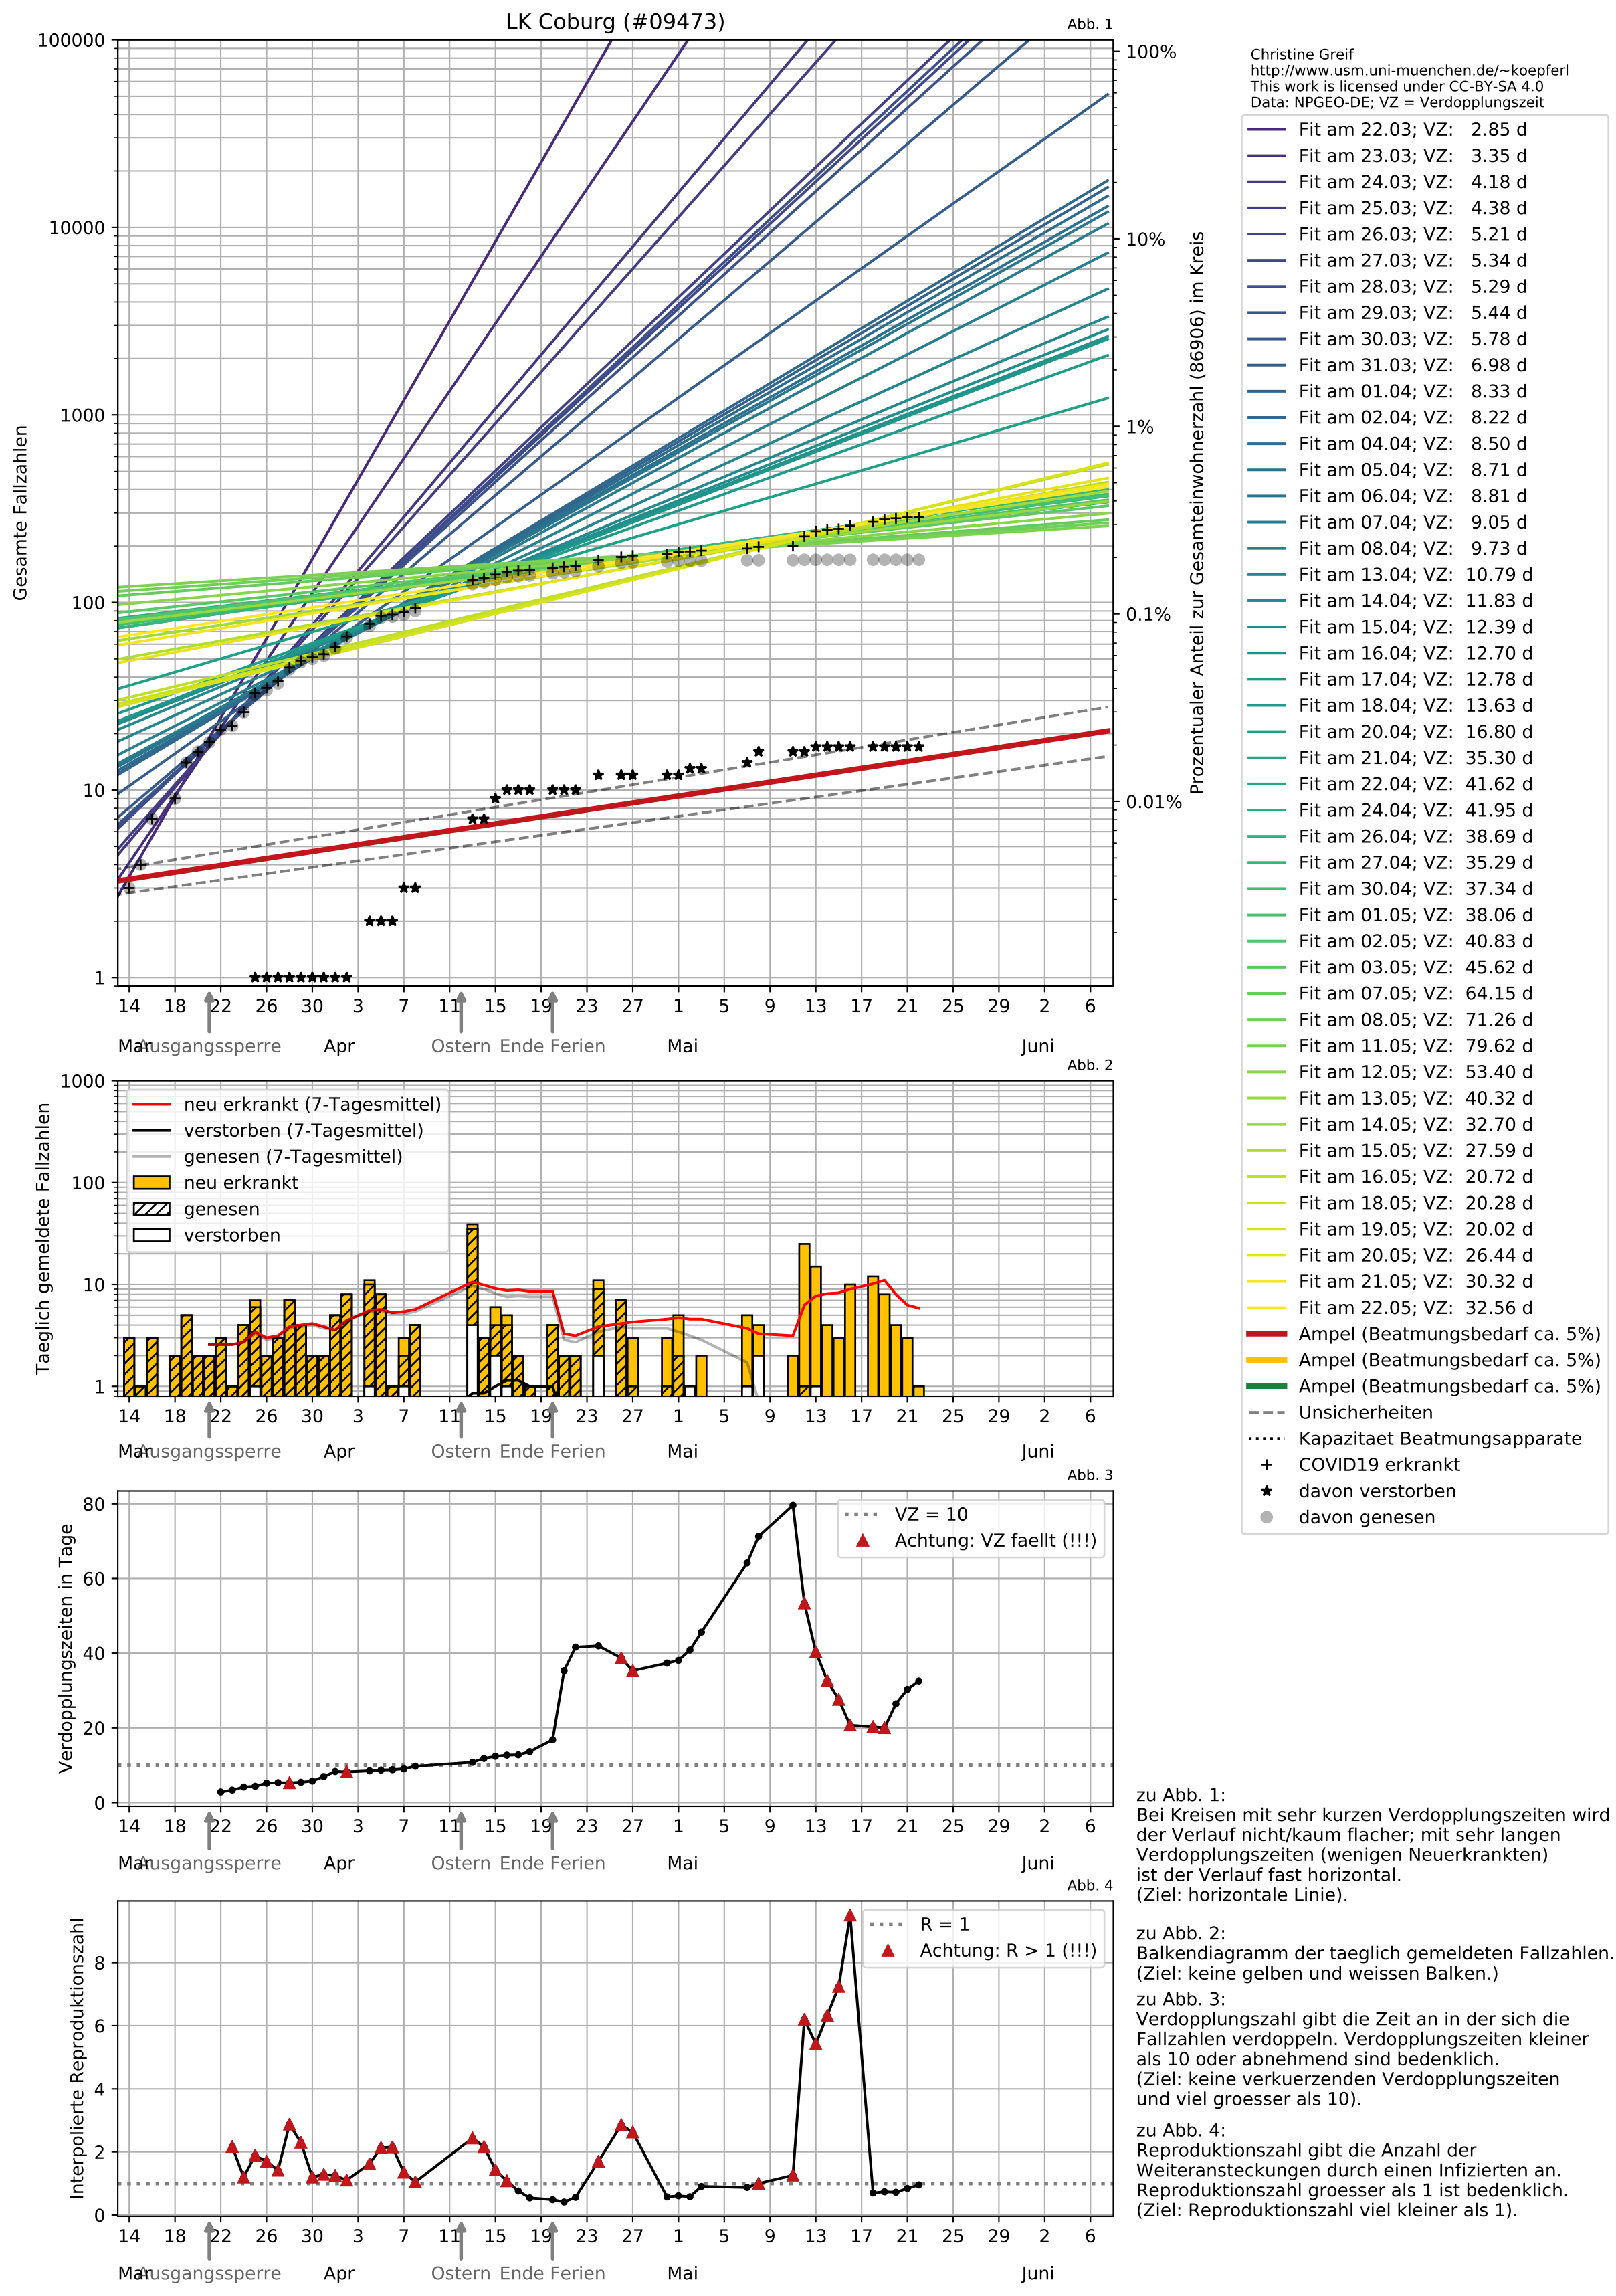 LK Coburg (#09473)
Abb. 1
100000
10000
1000
100
10
1
Gesamte Fallzahlen
100%
10%
1%
0.1%
0.01%
Prozentualer Anteil zur Gesamteinwohnerzahl (86906) im Kreis
14 18 22 26 30 3 7 11 15 19 23 27 1 5 9 13 17 21 25 29 2 6
Mar Ausgangssperre Apr Ostern Ende Ferien Mai Juni
Christine Greif
http://www.usm.uni-muenchen.de/~koepferl
This work is licensed under CC-BY-SA 4.0
Data: NPGEO-DE; VZ = Verdopplungszeit
Fit am 22.03; VZ: 2.85 d
Fit am 23.03; VZ: 3.35 d
Fit am 24.03; VZ: 4.18 d
Fit am 25.03; VZ: 4.38 d
Fit am 26.03; VZ: 5.21 d
Fit am 27.03; VZ: 5.34 d
Fit am 28.03; VZ: 5.29 d
Fit am 29.03; VZ: 5.44 d
Fit am 30.03; VZ: 5.78 d
Fit am 31.03; VZ: 6.98 d
Fit am 01.04; VZ: 8.33 d
Fit am 02.04; VZ: 8.22 d
Fit am 04.04; VZ: 8.50 d
Fit am 05.04; VZ: 8.71 d
Fit am 06.04; VZ: 8.81 d
Fit am 07.04; VZ: 9.05 d
Fit am 08.04; VZ: 9.73 d
Fit am 13.04; VZ: 10.79 d
Fit am 14.04; VZ: 11.83 d
Fit am 15.04; VZ: 12.39 d
Fit am 16.04; VZ: 12.70 d
Fit am 17.04; VZ: 12.78 d
Fit am 18.04; VZ: 13.63 d
Fit am 20.04; VZ: 16.80 d
Fit am 21.04; VZ: 35.30 d
Fit am 22.04; VZ: 41.62 d
Fit am 24.04; VZ: 41.95 d
Fit am 26.04; VZ: 38.69 d
Fit am 27.04; VZ: 35.29 d
Fit am 30.04; VZ: 37.34 d
Fit am 01.05; VZ: 38.06 d
Fit am 02.05; VZ: 40.83 d
Fit am 03.05; VZ: 45.62 d
Fit am 07.05; VZ: 64.15 d
Fit am 08.05; VZ: 71.26 d
Fit am 11.05; VZ: 79.62 d
Fit am 12.05; VZ: 53.40 d
Fit am 13.05; VZ: 40.32 d
Fit am 14.05; VZ: 32.70 d
Fit am 15.05; VZ: 27.59 d
Fit am 16.05; VZ: 20.72 d
Fit am 18.05; VZ: 20.28 d
Fit am 19.05; VZ: 20.02 d
Fit am 20.05; VZ: 26.44 d
Fit am 21.05; VZ: 30.32 d
Fit am 22.05; VZ: 32.56 d
Ampel (Beatmungsbedarf ca. 5%)
Ampel (Beatmungsbedarf ca. 5%)
Ampel (Beatmungsbedarf ca. 5%)
Unsicherheiten
Kapazitaet Beatmungsapparate
COVID19 erkrankt
davon verstorben
davon genesen
Abb. 2
1000
100
10
1
Taeglich gemeldete Fallzahlen
neu erkrankt (7-Tagesmittel)
verstorben (7-Tagesmittel)
genesen (7-Tagesmittel)
neu erkrankt
genesen
verstorben
14 18 22 26 30 3 7 11 15 19 23 27 1 5 9 13 17 21 25 29 2 6
Mar Ausgangssperre Apr Ostern Ende Ferien Mai Juni
Abb. 3
80
60
40
20
0
Verdopplungszeiten in Tage
VZ = 10
Achtung: VZ faellt (!!!)
14 18 22 26 30 3 7 11 15 19 23 27 1 5 9 13 17 21 25 29 2 6
Mar Ausgangssperre Apr Ostern Ende Ferien Mai Juni
Abb. 4
8
6
4
2
0
Interpolierte Reproduktionszahl
R = 1
Achtung: R > 1 (!!!)
14 18 22 26 30 3 7 11 15 19 23 27 1 5 9 13 17 21 25 29 2 6
Mar Ausgangssperre Apr Ostern Ende Ferien Mai Juni
zu Abb. 1:
Bei Kreisen mit sehr kurzen Verdopplungszeiten wird
der Verlauf nicht/kaum flacher; mit sehr langen
Verdopplungszeiten (wenigen Neuerkrankten)
ist der Verlauf fast horizontal.
(Ziel: horizontale Linie).
zu Abb. 2:
Balkendiagramm der taeglich gemeldeten Fallzahlen.
(Ziel: keine gelben und weissen Balken.)
zu Abb. 3:
Verdopplungszahl gibt die Zeit an in der sich die
Fallzahlen verdoppeln. Verdopplungszeiten kleiner
als 10 oder abnehmend sind bedenklich.
(Ziel: keine verkuerzenden Verdopplungszeiten
und viel groesser als 10).
zu Abb. 4:
Reproduktionszahl gibt die Anzahl der
Weiteransteckungen durch einen Infizierten an.
Reproduktionszahl groesser als 1 ist bedenklich.
(Ziel: Reproduktionszahl viel kleiner als 1).